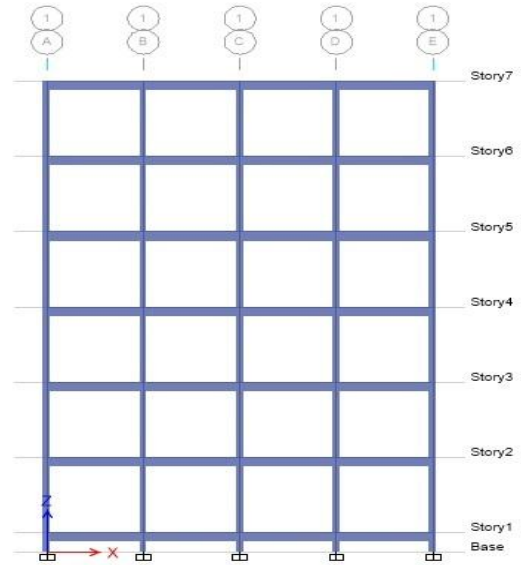 1 1 1 1 1
A B C D E
Story7
Story6
Story5
Story4
Story3
Story2
Z
Story1
Base
X